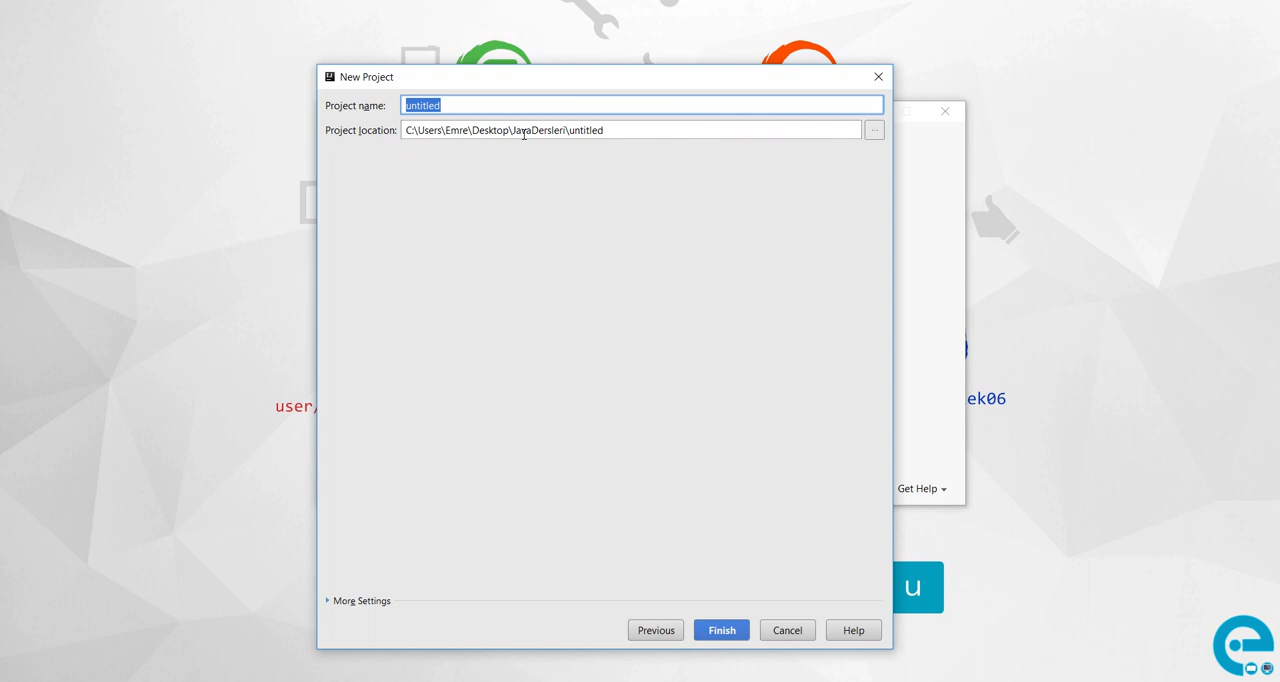 New Project
Project name: untitled
Project location: C:\Users\Emre\Desktop\JavaDersleri\untitled
...
user/
ek06
Get Help
u
More Settings
Previous Finish Cancel Help